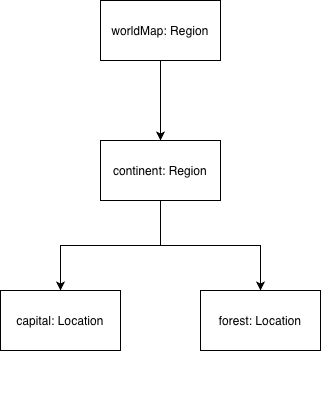 worldMap: Region
continent: Region
capital: Location
forest: Location